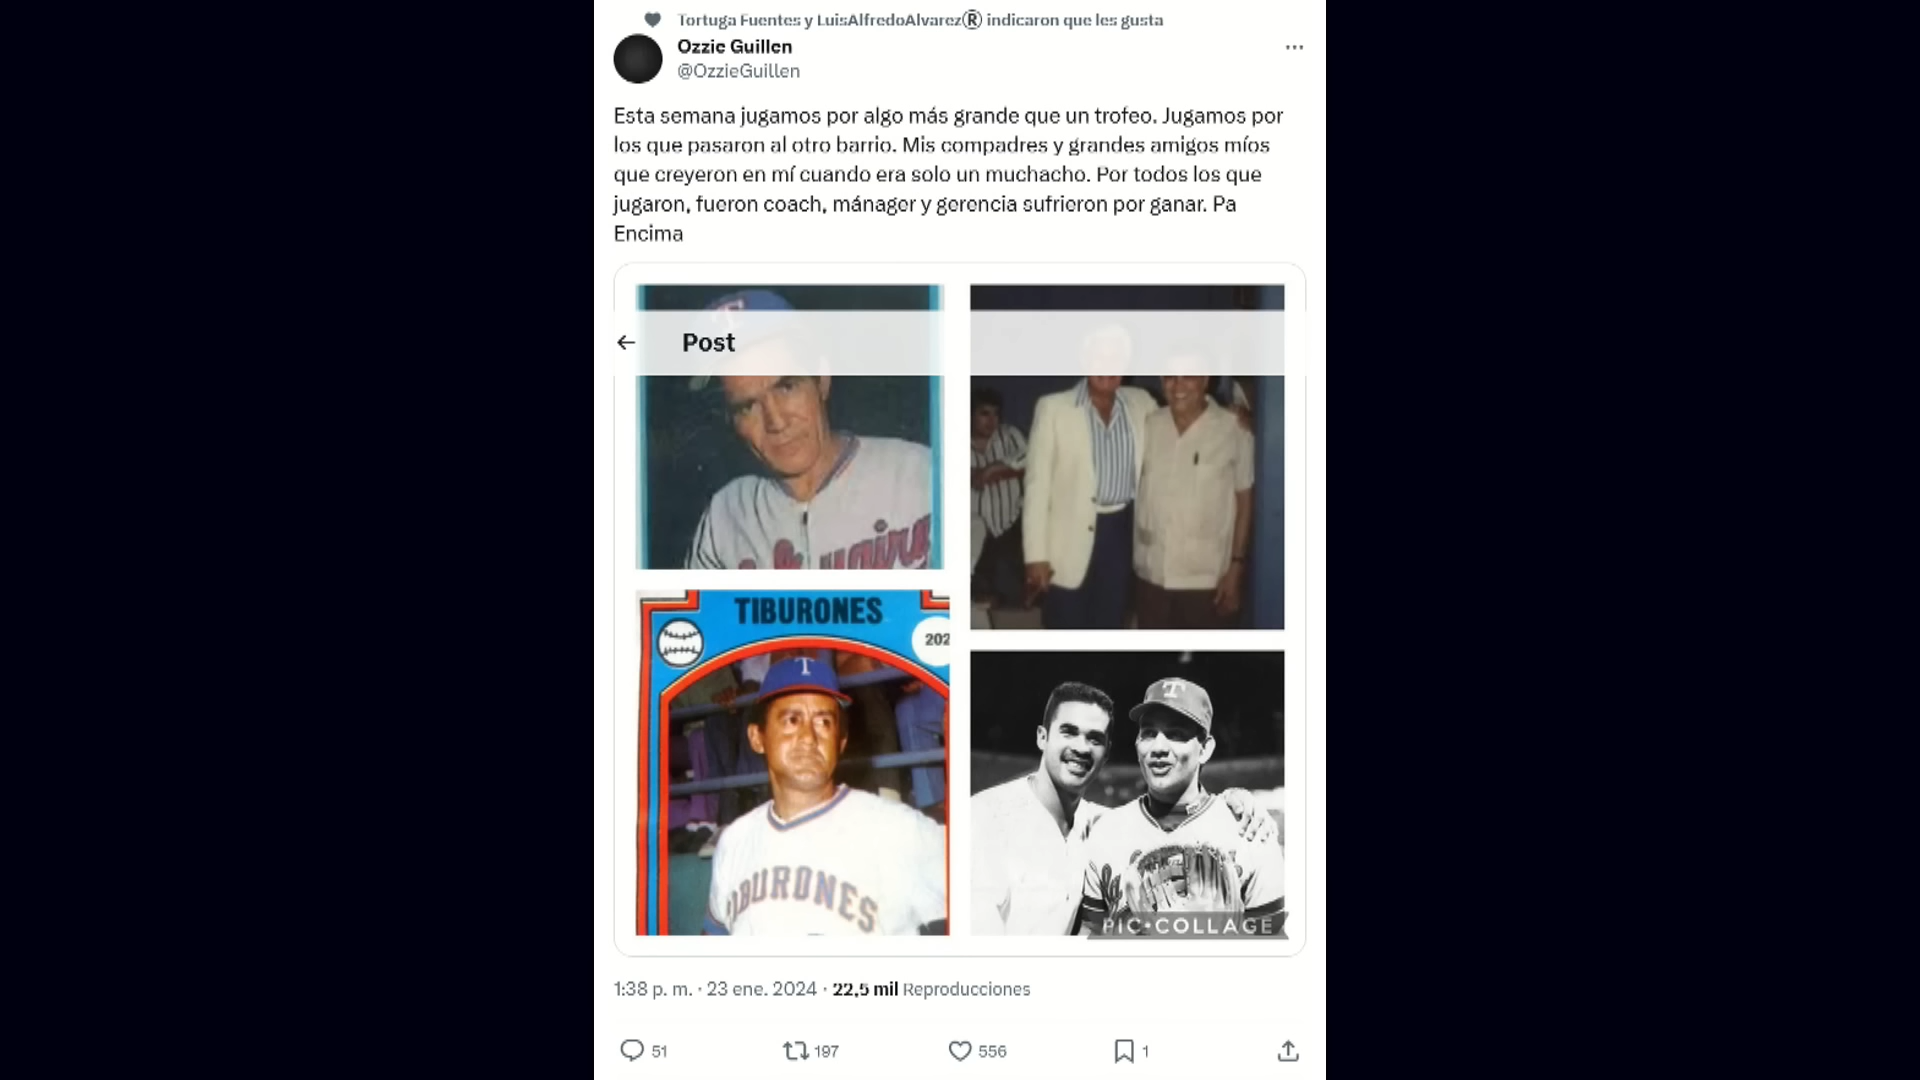 Tortuga Fuentes y LuisAlfredoAlvarez® indicaron que les gusta
Ozzie Guillen
@OzzieGuillen
Esta semana jugamos por algo más grande que un trofeo. Jugamos por
los que pasaron al otro barrio. Mis compadres y grandes amigos míos
que creyeron en mí cuando era solo un muchacho. Por todos los que
jugaron, fueron coach, mánager y gerencia sufrieron por ganar. Pa
Encima
Post
T
TIBURONES
202
T
TIBURONES
T
PIC•COLLAGE
1:38 p. m. · 23 ene. 2024 · 22,5 mil Reproducciones
51
197
556
1